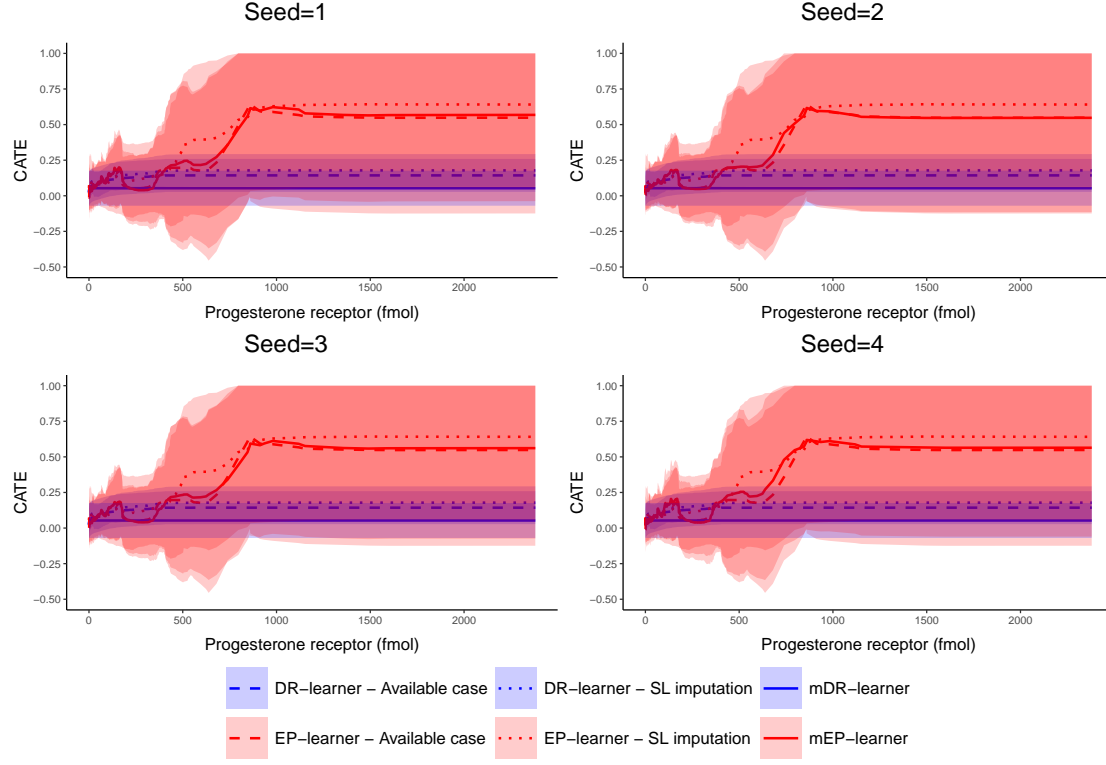 Seed=1
1.00
0.75
0.50
0.25
0.00
−0.50
−0.25
CATE
0
500
1000
1500
2000
Progesterone receptor (fmol)
Seed=2
1.00
0.75
0.50
0.25
0.00
−0.25
−0.50
CATE
0
500
1000
1500
2000
Progesterone receptor (fmol)
Seed=3
1.00
0.75
0.50
0.25
0.00
−0.25
−0.50
CATE
0
500
1000
1500
2000
Progesterone receptor (fmol)
Seed=4
1.00
0.75
0.50
0.25
0.00
−0.25
−0.50
CATE
0
500
1000
1500
2000
Progesterone receptor (fmol)
DR−learner − Available case
DR−learner − SL imputation
mDR−learner
EP−learner − Available case
EP−learner − SL imputation
mEP−learner